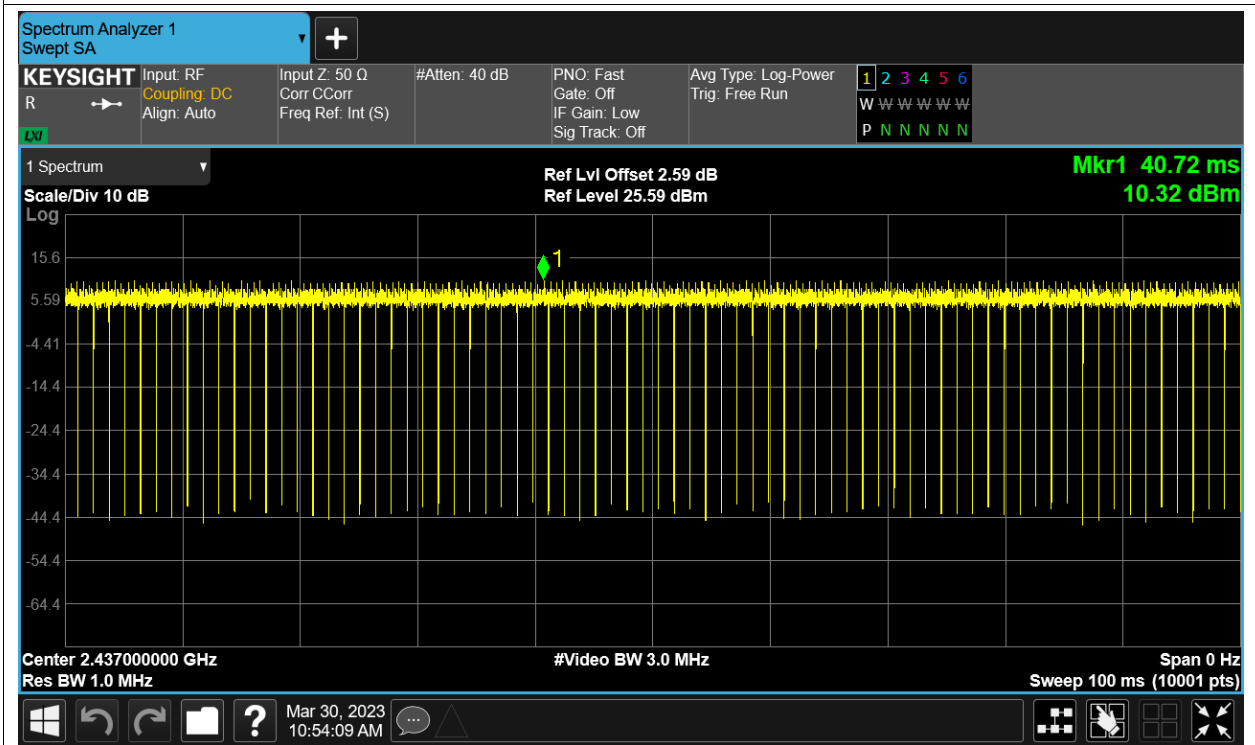 Spectrum Analyzer 1
Swept SA
+
KEYSIGHT
R
LXI
Input: RF
Coupling: DC
Align: Auto
Input Z: 50 Ω
Corr CCorr
Freq Ref: Int (S)
#Atten: 40 dB
PNO: Fast
Gate: Off
IF Gain: Low
Sig Track: Off
Avg Type: Log-Power
Trig: Free Run
1 2 3 4 5 6
W W W W W W
P N N N N N
1 Spectrum
Scale/Div 10 dB
Log
Ref Lvl Offset 2.59 dB
Ref Level 25.59 dBm
Mkr1 40.72 ms
10.32 dBm
1
15.6
5.59
-4.41
-14.4
-24.4
-34.4
-44.4
-54.4
-64.4
Center 2.437000000 GHz
Res BW 1.0 MHz
#Video BW 3.0 MHz
Span 0 Hz
Sweep 100 ms (10001 pts)
?
Mar 30, 2023
10:54:09 AM